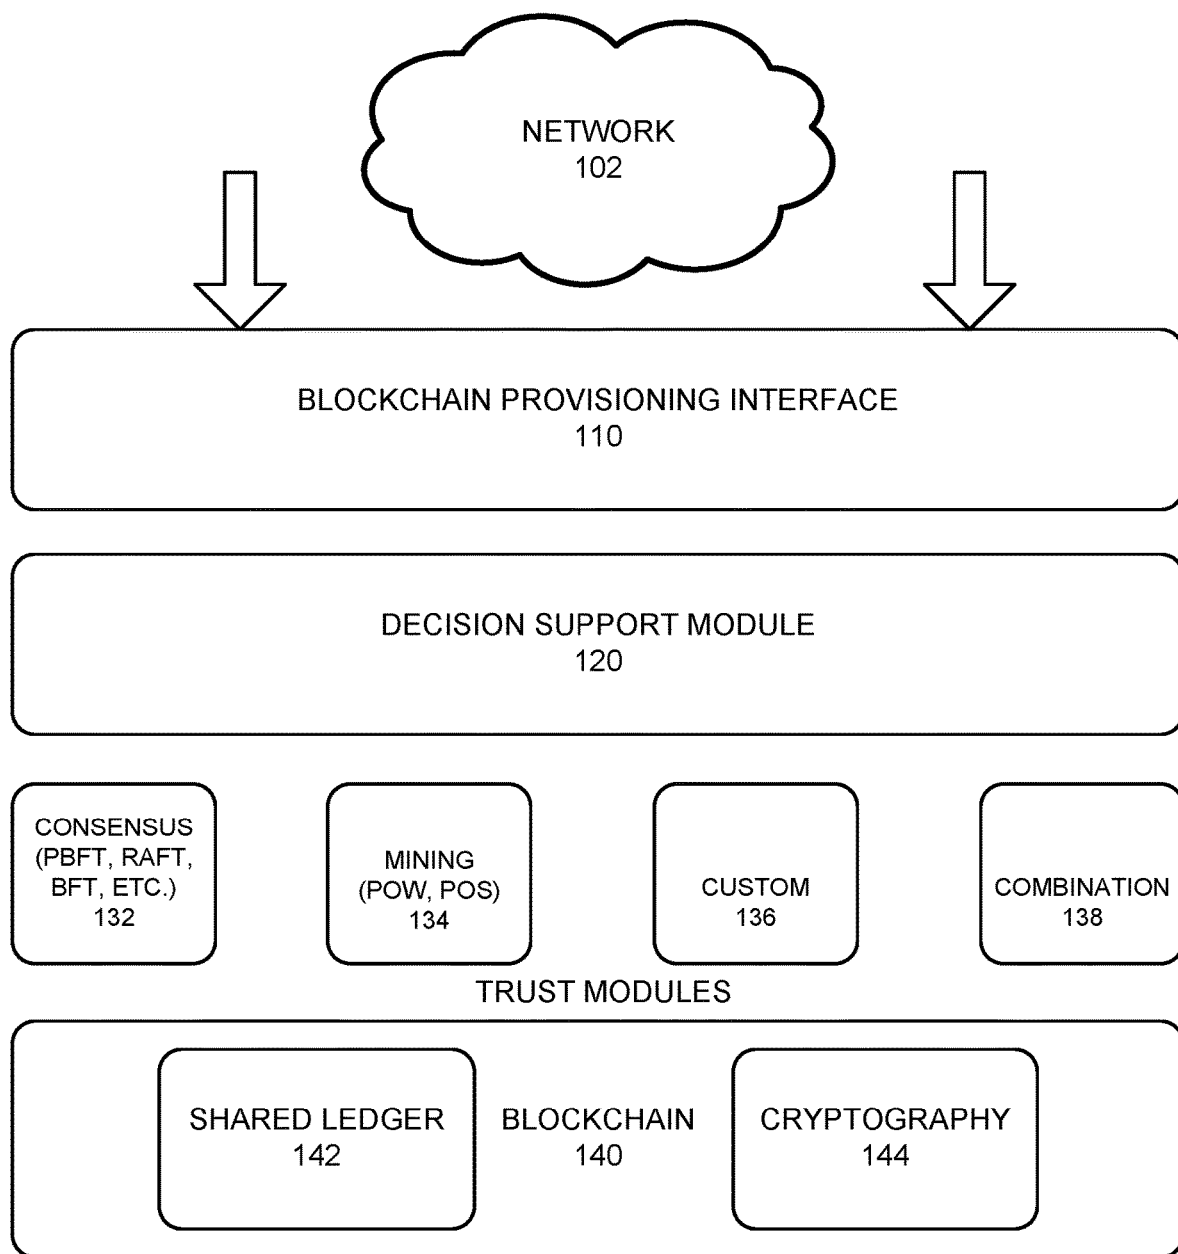 NETWORK
102
BLOCKCHAIN PROVISIONING INTERFACE
110
DECISION SUPPORT MODULE
120
CONSENSUS
(PBFT, RAFT,
BFT, ETC.)
132
MINING
(POW, POS)
134
CUSTOM
136
COMBINATION
138
TRUST MODULES
SHARED LEDGER
142
BLOCKCHAIN
140
CRYPTOGRAPHY
144